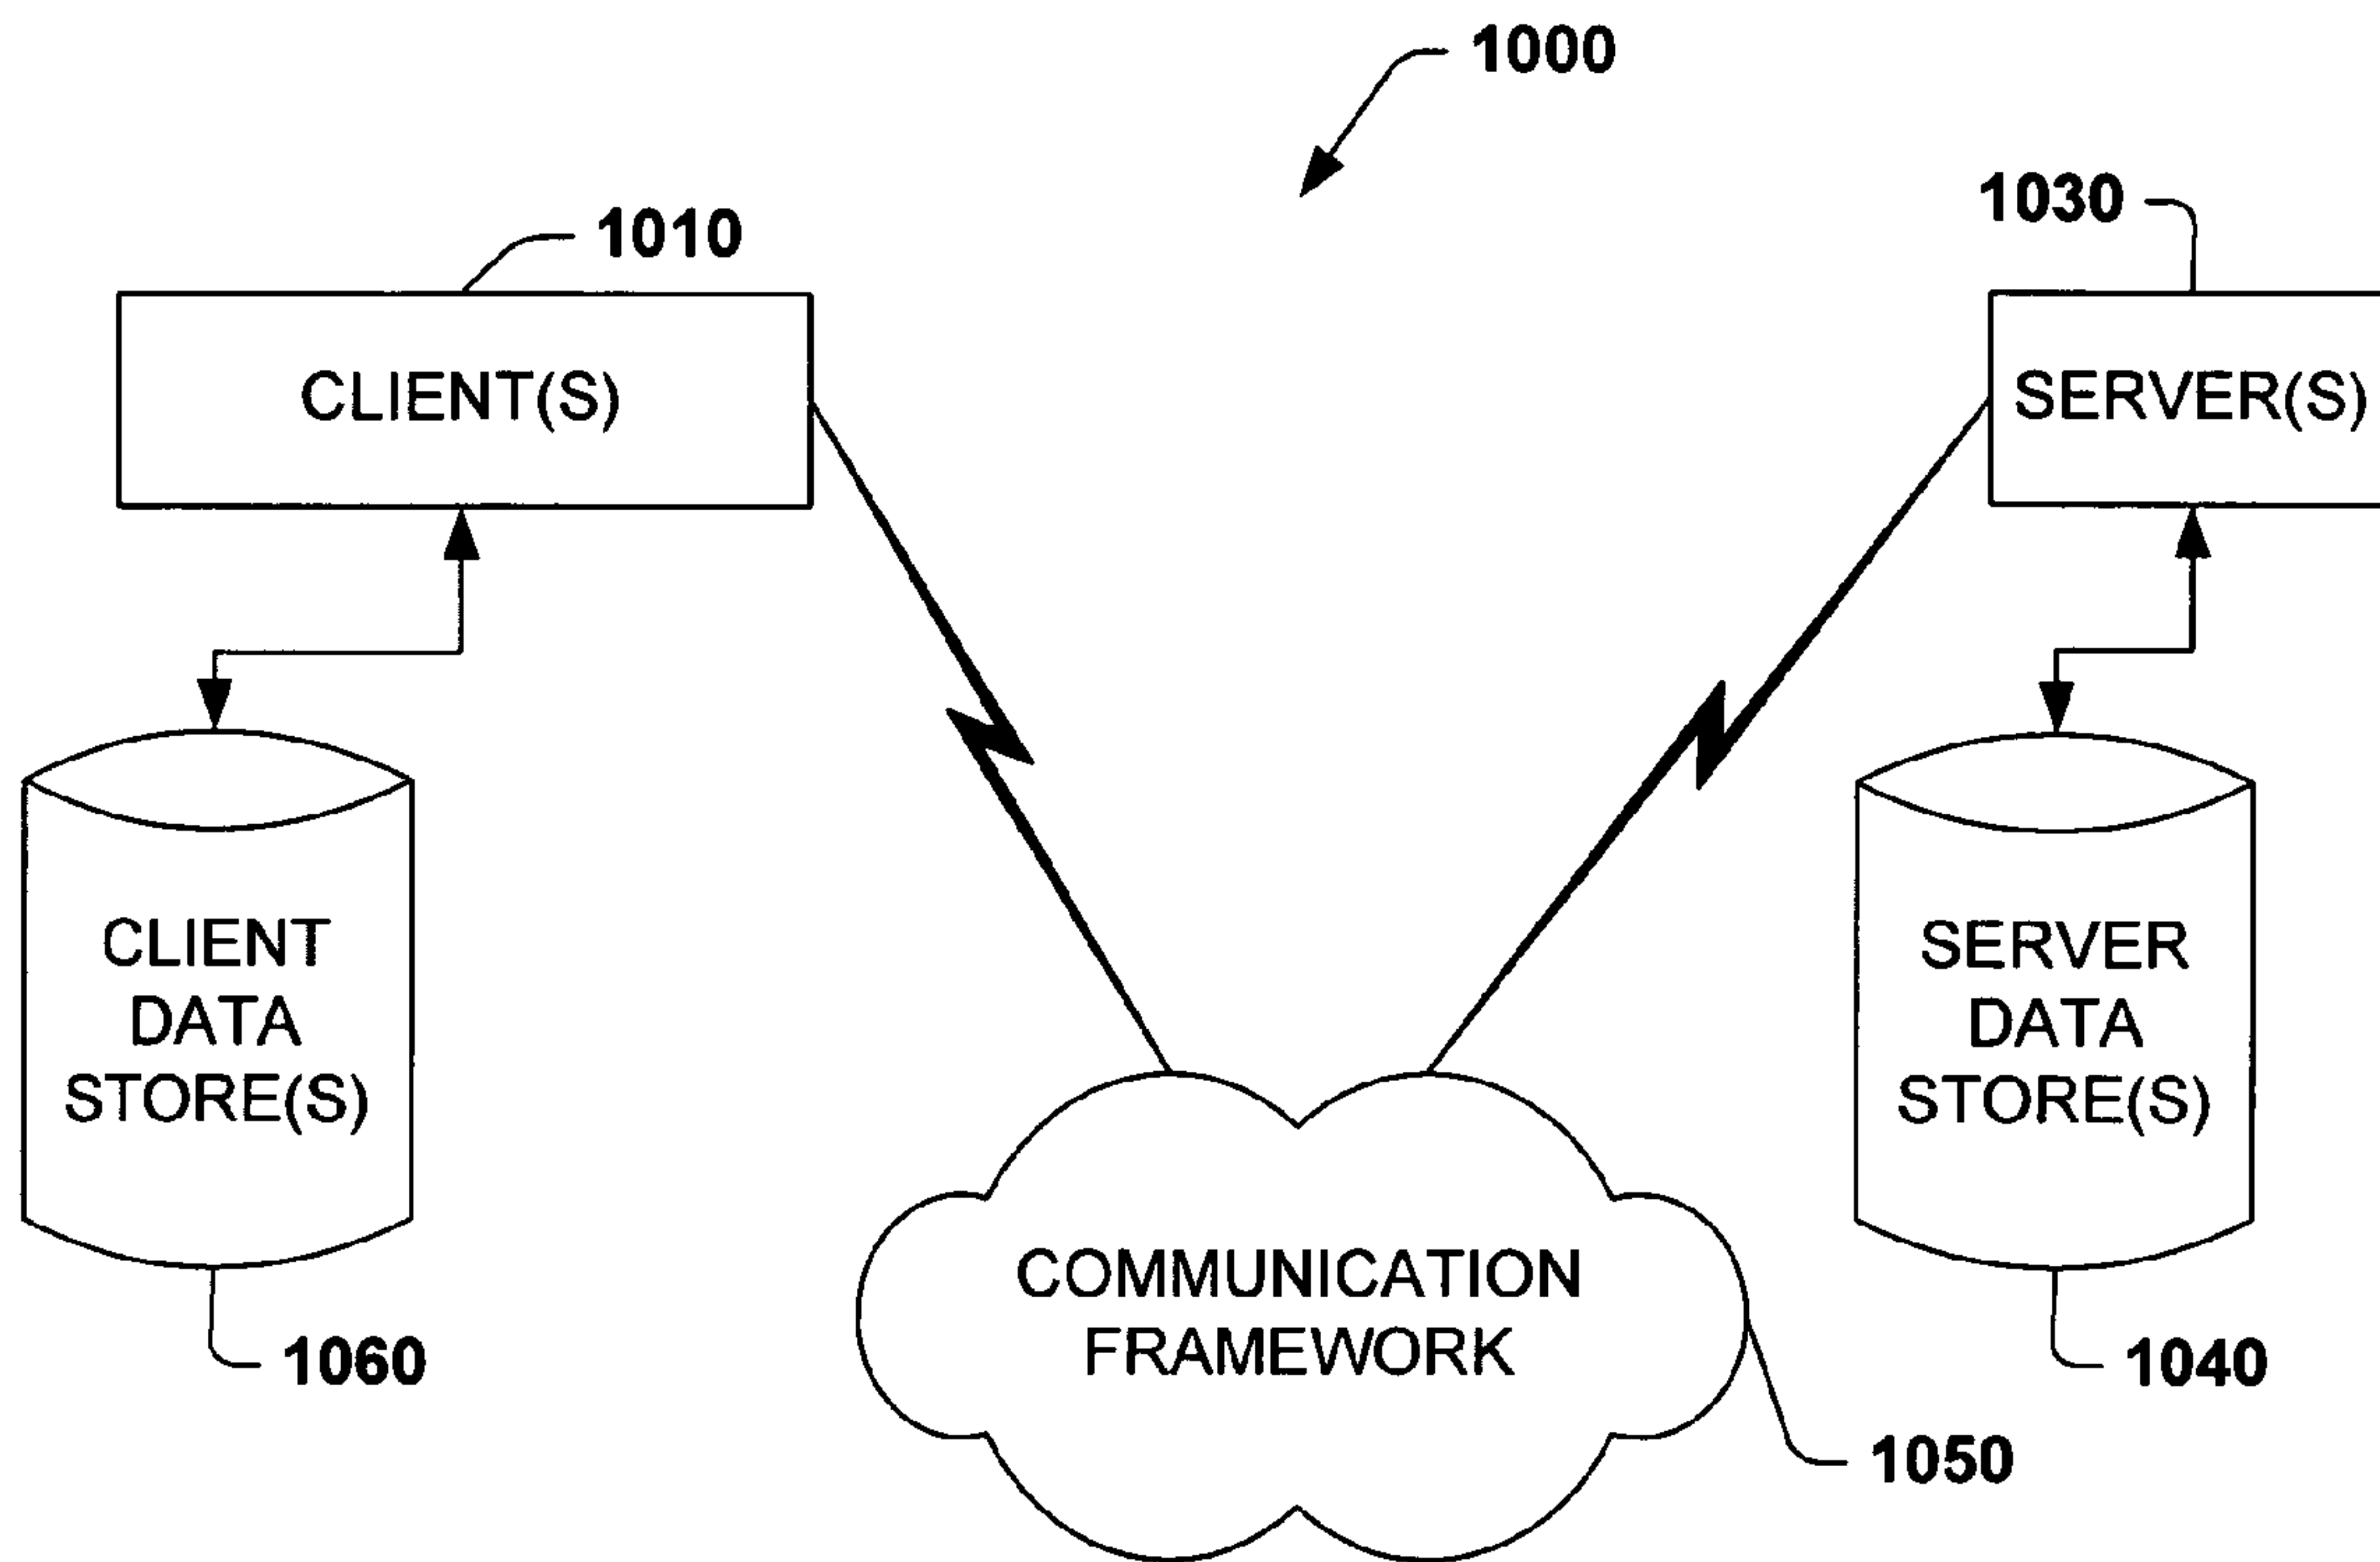 1000
1010
1030
CLIENT(S)
SERVER(S)
CLIENT
DATA
STORE(S)
SERVER
DATA
STORE(S)
COMMUNICATION
FRAMEWORK
1060
1040
1050